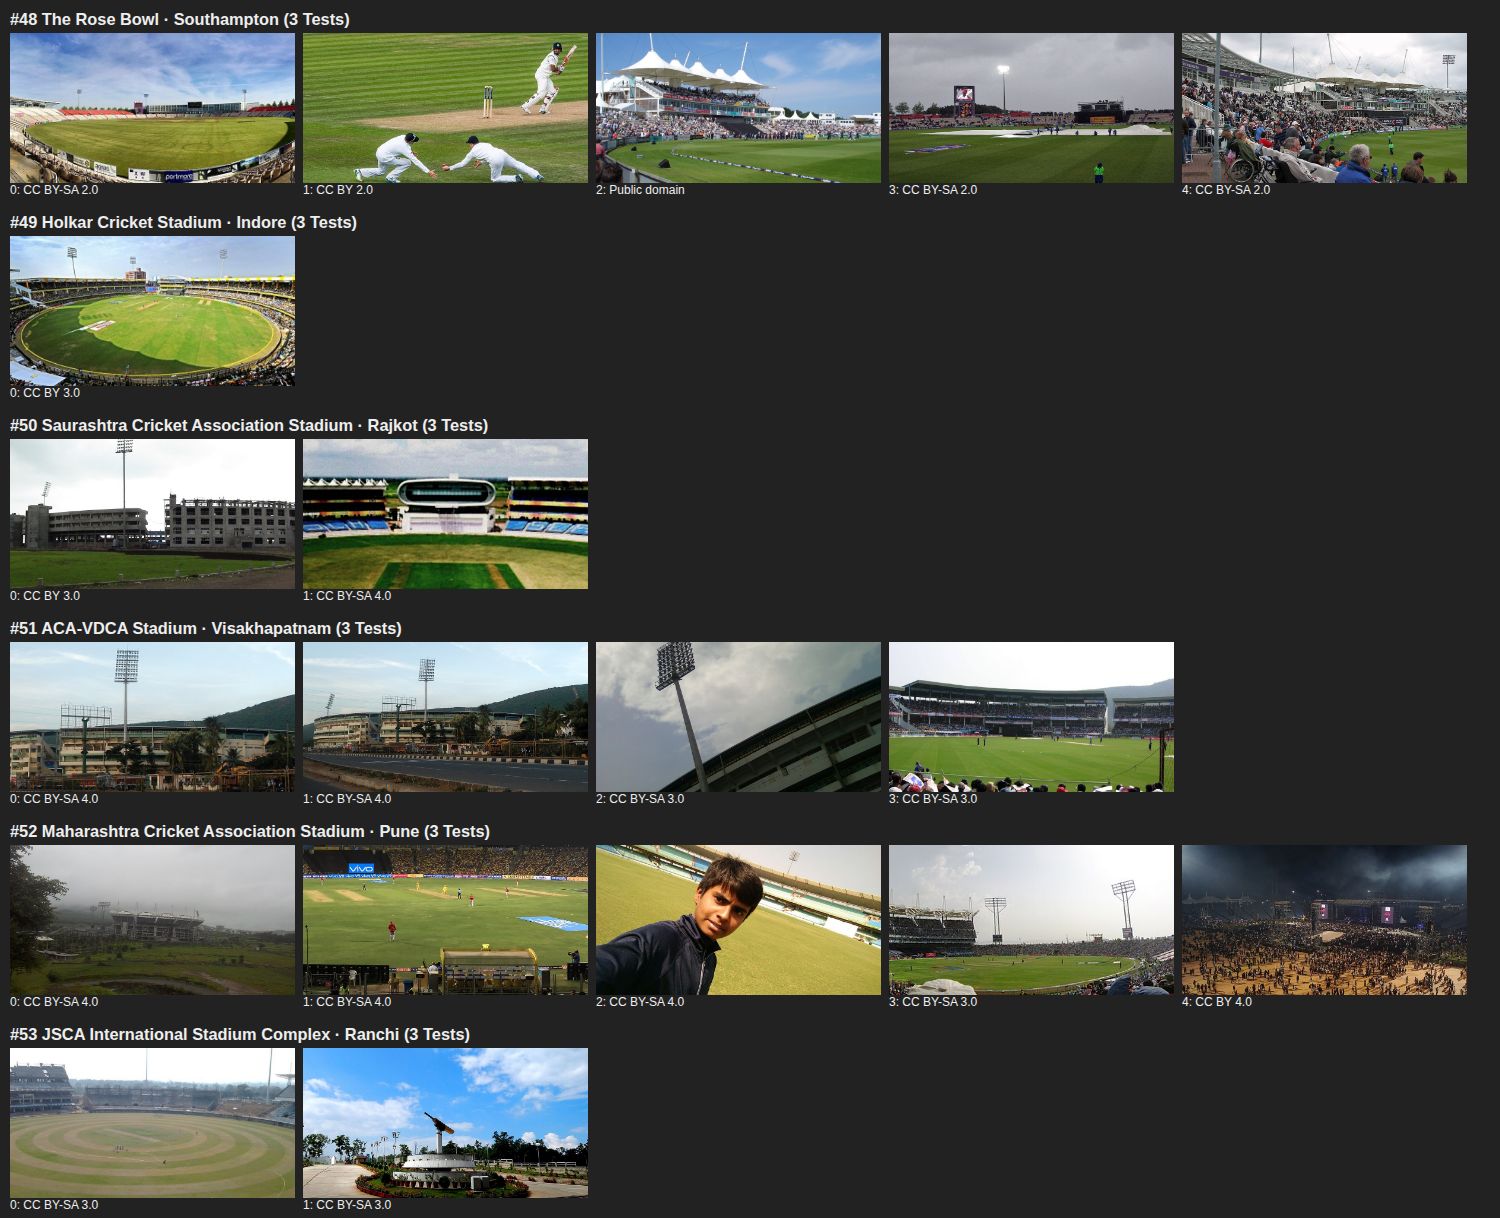 #48 The Rose Bowl · Southampton (3 Tests)
portmore
0: CC BY-SA 2.0
1: CC BY 2.0
2: Public domain
3: CC BY-SA 2.0
4: CC BY-SA 2.0
#49 Holkar Cricket Stadium · Indore (3 Tests)
0: CC BY 3.0
#50 Saurashtra Cricket Association Stadium · Rajkot (3 Tests)
0: CC BY 3.0
1: CC BY-SA 4.0
#51 ACA-VDCA Stadium · Visakhapatnam (3 Tests)
0: CC BY-SA 4.0
1: CC BY-SA 4.0
2: CC BY-SA 3.0
3: CC BY-SA 3.0
#52 Maharashtra Cricket Association Stadium · Pune (3 Tests)
vivo
0: CC BY-SA 4.0
1: CC BY-SA 4.0
2: CC BY-SA 4.0
3: CC BY-SA 3.0
4: CC BY 4.0
#53 JSCA International Stadium Complex · Ranchi (3 Tests)
0: CC BY-SA 3.0
1: CC BY-SA 3.0